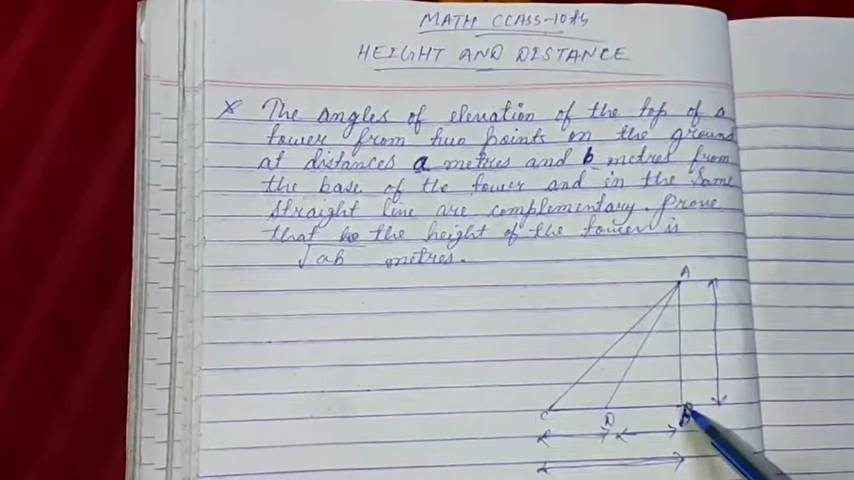 MATH CLASS-10th
HEIGHT AND DISTANCE
* The angles of elevation of the top of a
tower from two points on the ground
at distances a metres and b metres from
the base of the tower and in the same
straight line are complementary. Prove
that the height of the tower is
√ab metres.
A
C D B